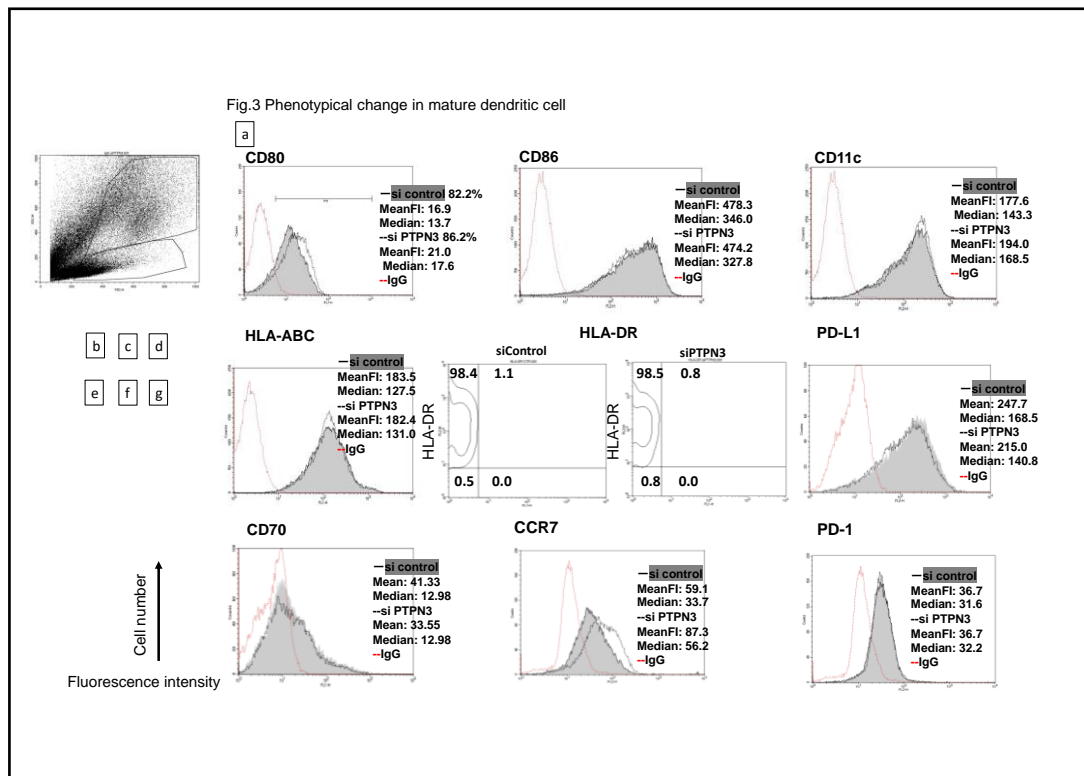 Fig.3 Phenotypical change in mature dendritic cell
a
CD80
si control 82.2%
MeanFI: 16.9
Median: 13.7
--si PTPN3 86.2%
MeanFI: 21.0
Median: 17.6
--IgG
CD86
si control
MeanFI: 478.3
Median: 346.0
--si PTPN3
MeanFI: 474.2
Median: 327.8
--IgG
CD11c
si control
MeanFI: 177.6
Median: 143.3
--si PTPN3
MeanFI: 194.0
Median: 168.5
--IgG
b c d
e f g
HLA-ABC
si control
MeanFI: 183.5
Median: 127.5
--si PTPN3
MeanFI: 182.4
Median: 131.0
--IgG
HLA-DR
siControl
98.4 1.1
0.5 0.0
HLA-DR
siPTPN3
98.5 0.8
0.8 0.0
HLA-DR
PD-L1
si control
Mean: 247.7
Median: 168.5
--si PTPN3
Mean: 215.0
Median: 140.8
--IgG
CD70
si control
Mean: 41.33
Median: 12.98
--si PTPN3
Mean: 33.55
Median: 12.98
--IgG
CCR7
si control
MeanFI: 59.1
Median: 33.7
--si PTPN3
MeanFI: 87.3
Median: 56.2
--IgG
PD-1
si control
MeanFI: 36.7
Median: 31.6
--si PTPN3
MeanFI: 36.7
Median: 32.2
--IgG
Cell number
Fluorescence intensity